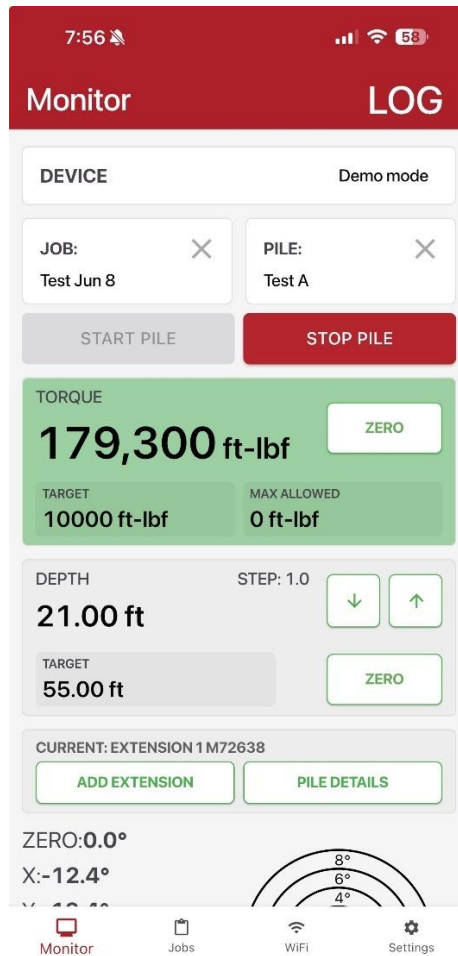 7:56
58
Monitor LOG
DEVICE Demo mode
JOB:
Test Jun 8
PILE:
Test A
START PILE STOP PILE
TORQUE
179,300 ft-lbf
ZERO
TARGET
10000 ft-lbf
MAX ALLOWED
0 ft-lbf
DEPTH STEP: 1.0
21.00 ft
↓ ↑
TARGET
55.00 ft
ZERO
CURRENT: EXTENSION 1 M72638
ADD EXTENSION PILE DETAILS
ZERO:0.0°
X:-12.4°
8°
6°
4°
Monitor Jobs WiFi Settings